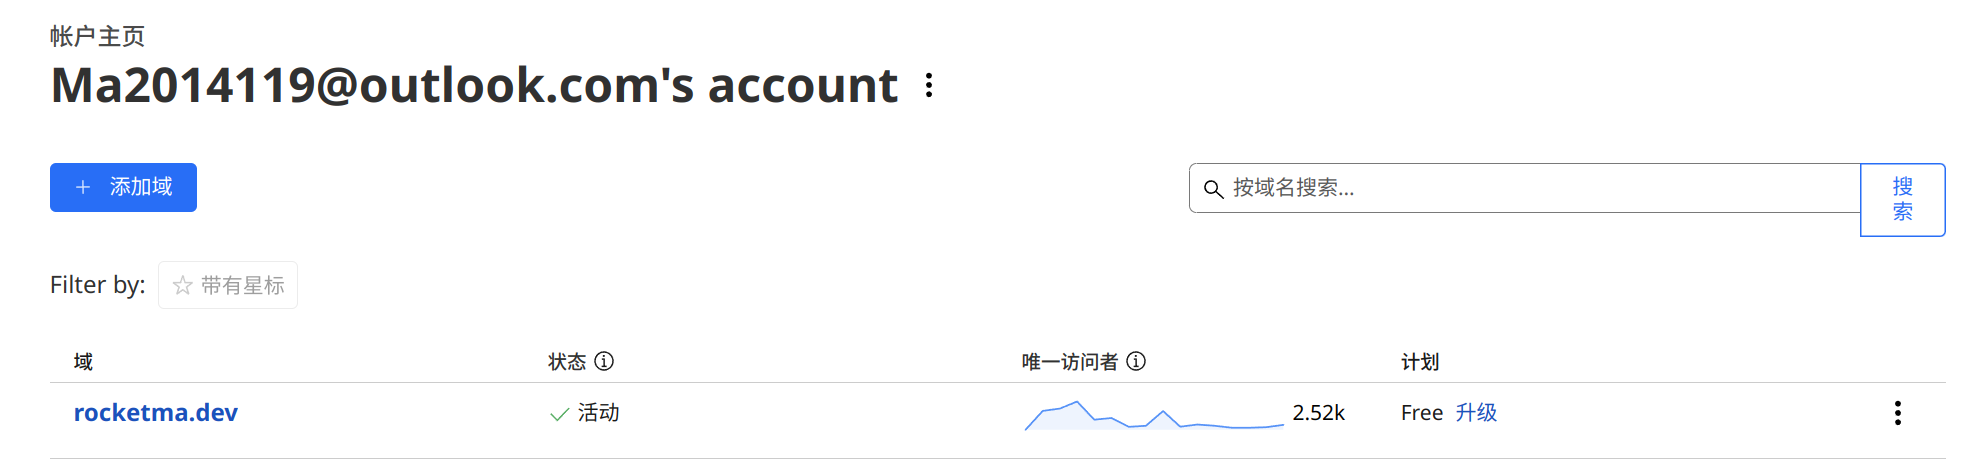 帐户主页
Ma2014119@outlook.com's account
添加域
按域名搜索...
搜
索
Filter by: 带有星标
域 状态 唯一访问者 计划
rocketma.dev 活动 2.52k Free 升级